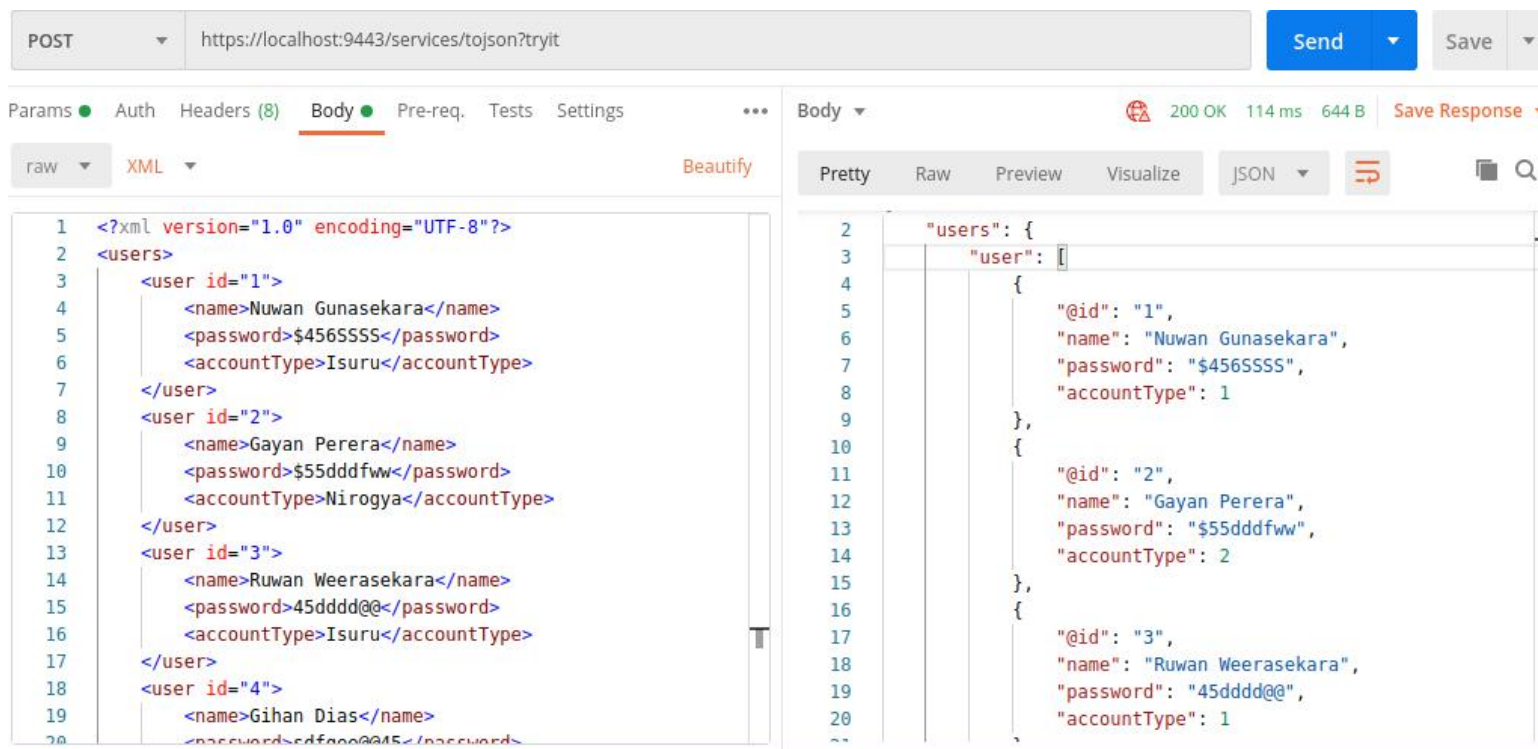 POST https://localhost:9443/services/tojson?tryit Send Save
Params Auth Headers (8) Body Pre-req. Tests Settings
raw XML Beautify
1 <?xml version="1.0" encoding="UTF-8"?>
2 <users>
3 <user id="1">
4 <name>Nuwan Gunasekara</name>
5 <password>$456SSSS</password>
6 <accountType>Isuru</accountType>
7 </user>
8 <user id="2">
9 <name>Gayan Perera</name>
10 <password>$55dddfww</password>
11 <accountType>Nirogya</accountType>
12 </user>
13 <user id="3">
14 <name>Ruwan Weerasekara</name>
15 <password>45dddd@@</password>
16 <accountType>Isuru</accountType>
17 </user>
18 <user id="4">
19 <name>Gihan Dias</name>
20
Body 200 OK 114 ms 644 B Save Response
Pretty Raw Preview Visualize JSON
2 "users": {
3 "user": [
4 {
5 "@id": "1",
6 "name": "Nuwan Gunasekara",
7 "password": "$456SSSS",
8 "accountType": 1
9 },
10 {
11 "@id": "2",
12 "name": "Gayan Perera",
13 "password": "$55dddfww",
14 "accountType": 2
15 },
16 {
17 "@id": "3",
18 "name": "Ruwan Weerasekara",
19 "password": "45dddd@@",
20 "accountType": 1